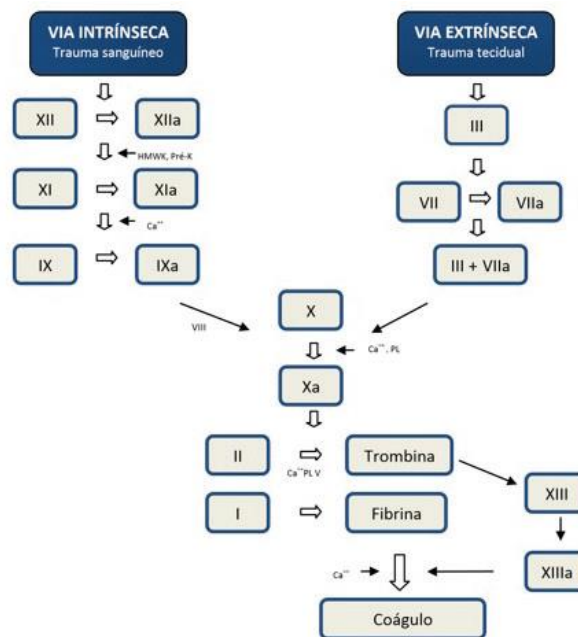 VIA INTRÍNSECA
Trauma sanguíneo
VIA EXTRÍNSECA
Trauma tecidual
XII
XIIa
III
HMWK, Pré-K
XI
XIa
VII
VIIa
Ca⁺⁺
IX
IXa
III + VIIa
VIII
X
Ca⁺⁺, PL
Xa
II
Trombina
Ca⁺⁺PL V
XIII
I
Fibrina
Ca⁺⁺
XIIIa
Coágulo